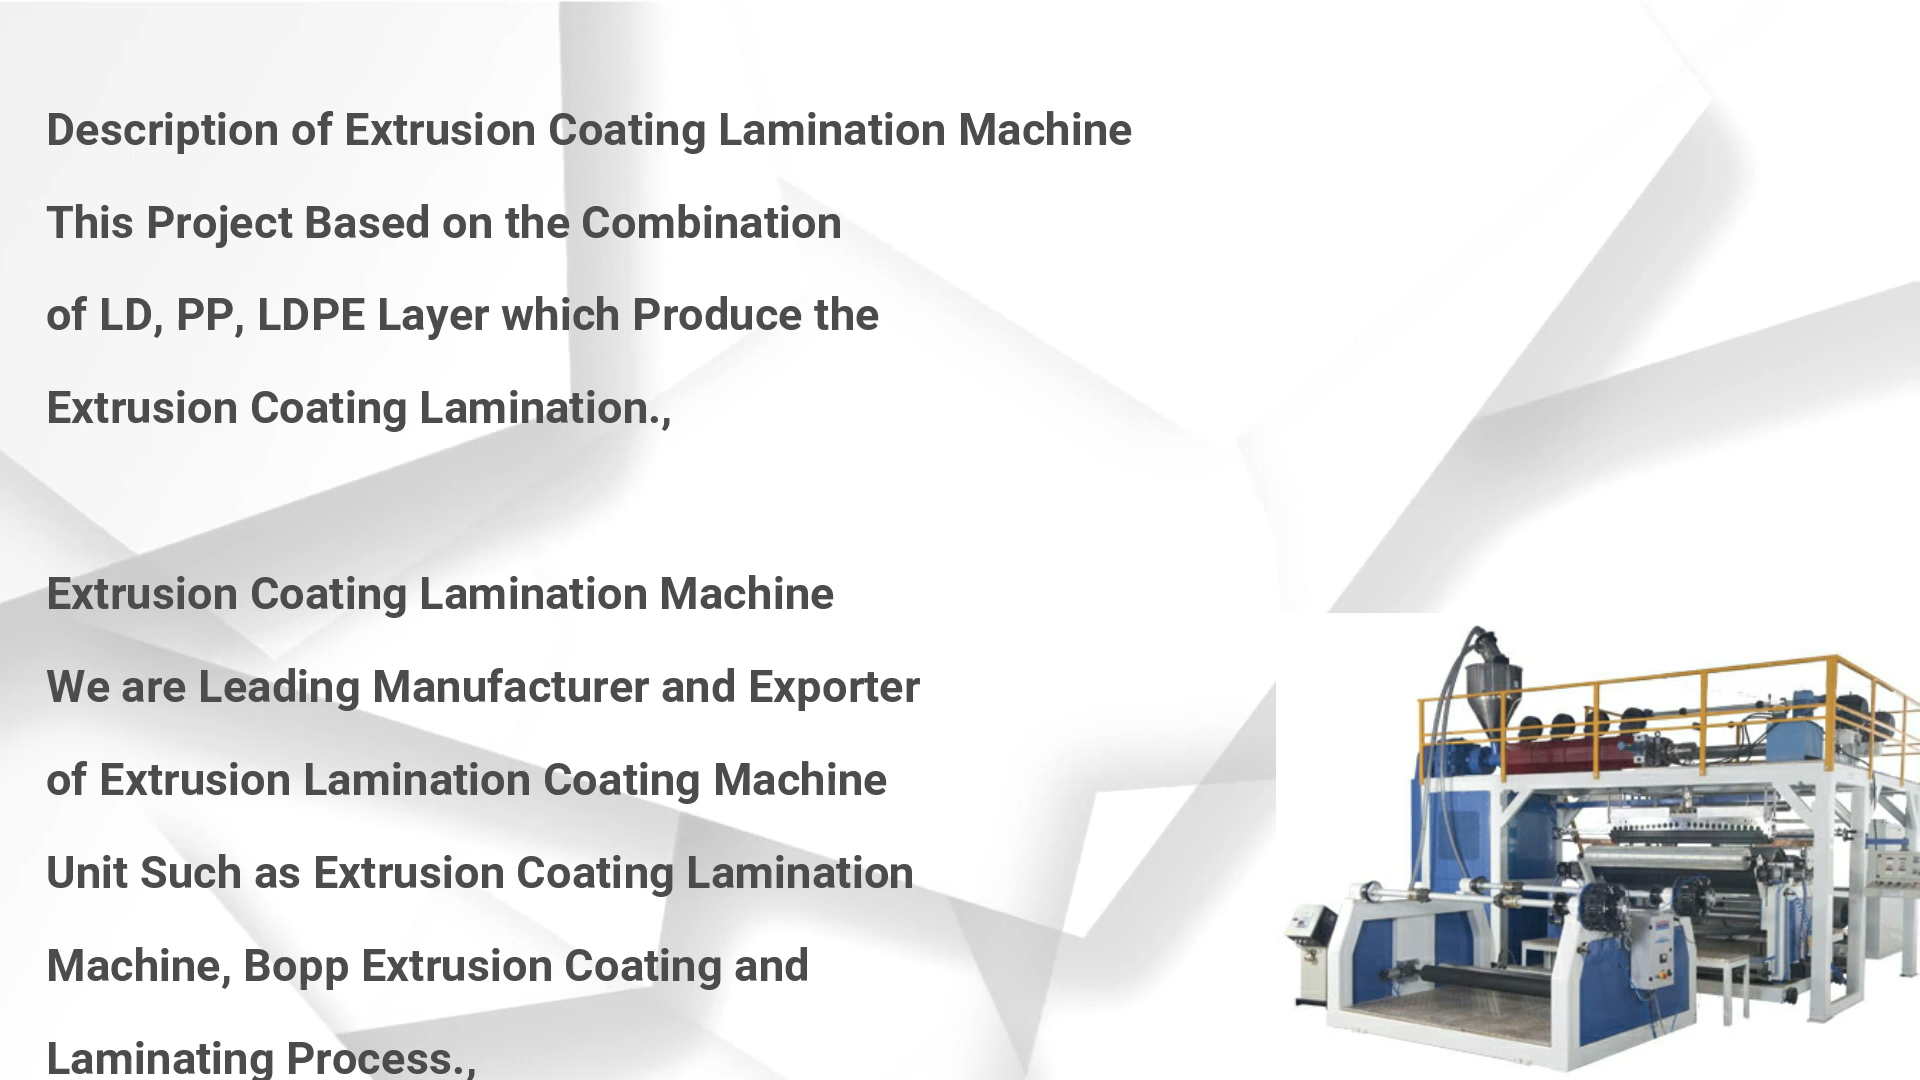 Description of Extrusion Coating Lamination Machine
This Project Based on the Combination
of LD, PP, LDPE Layer which Produce the
Extrusion Coating Lamination.,
Extrusion Coating Lamination Machine
We are Leading Manufacturer and Exporter
of Extrusion Lamination Coating Machine
Unit Such as Extrusion Coating Lamination
Machine, Bopp Extrusion Coating and
Laminating Process.,